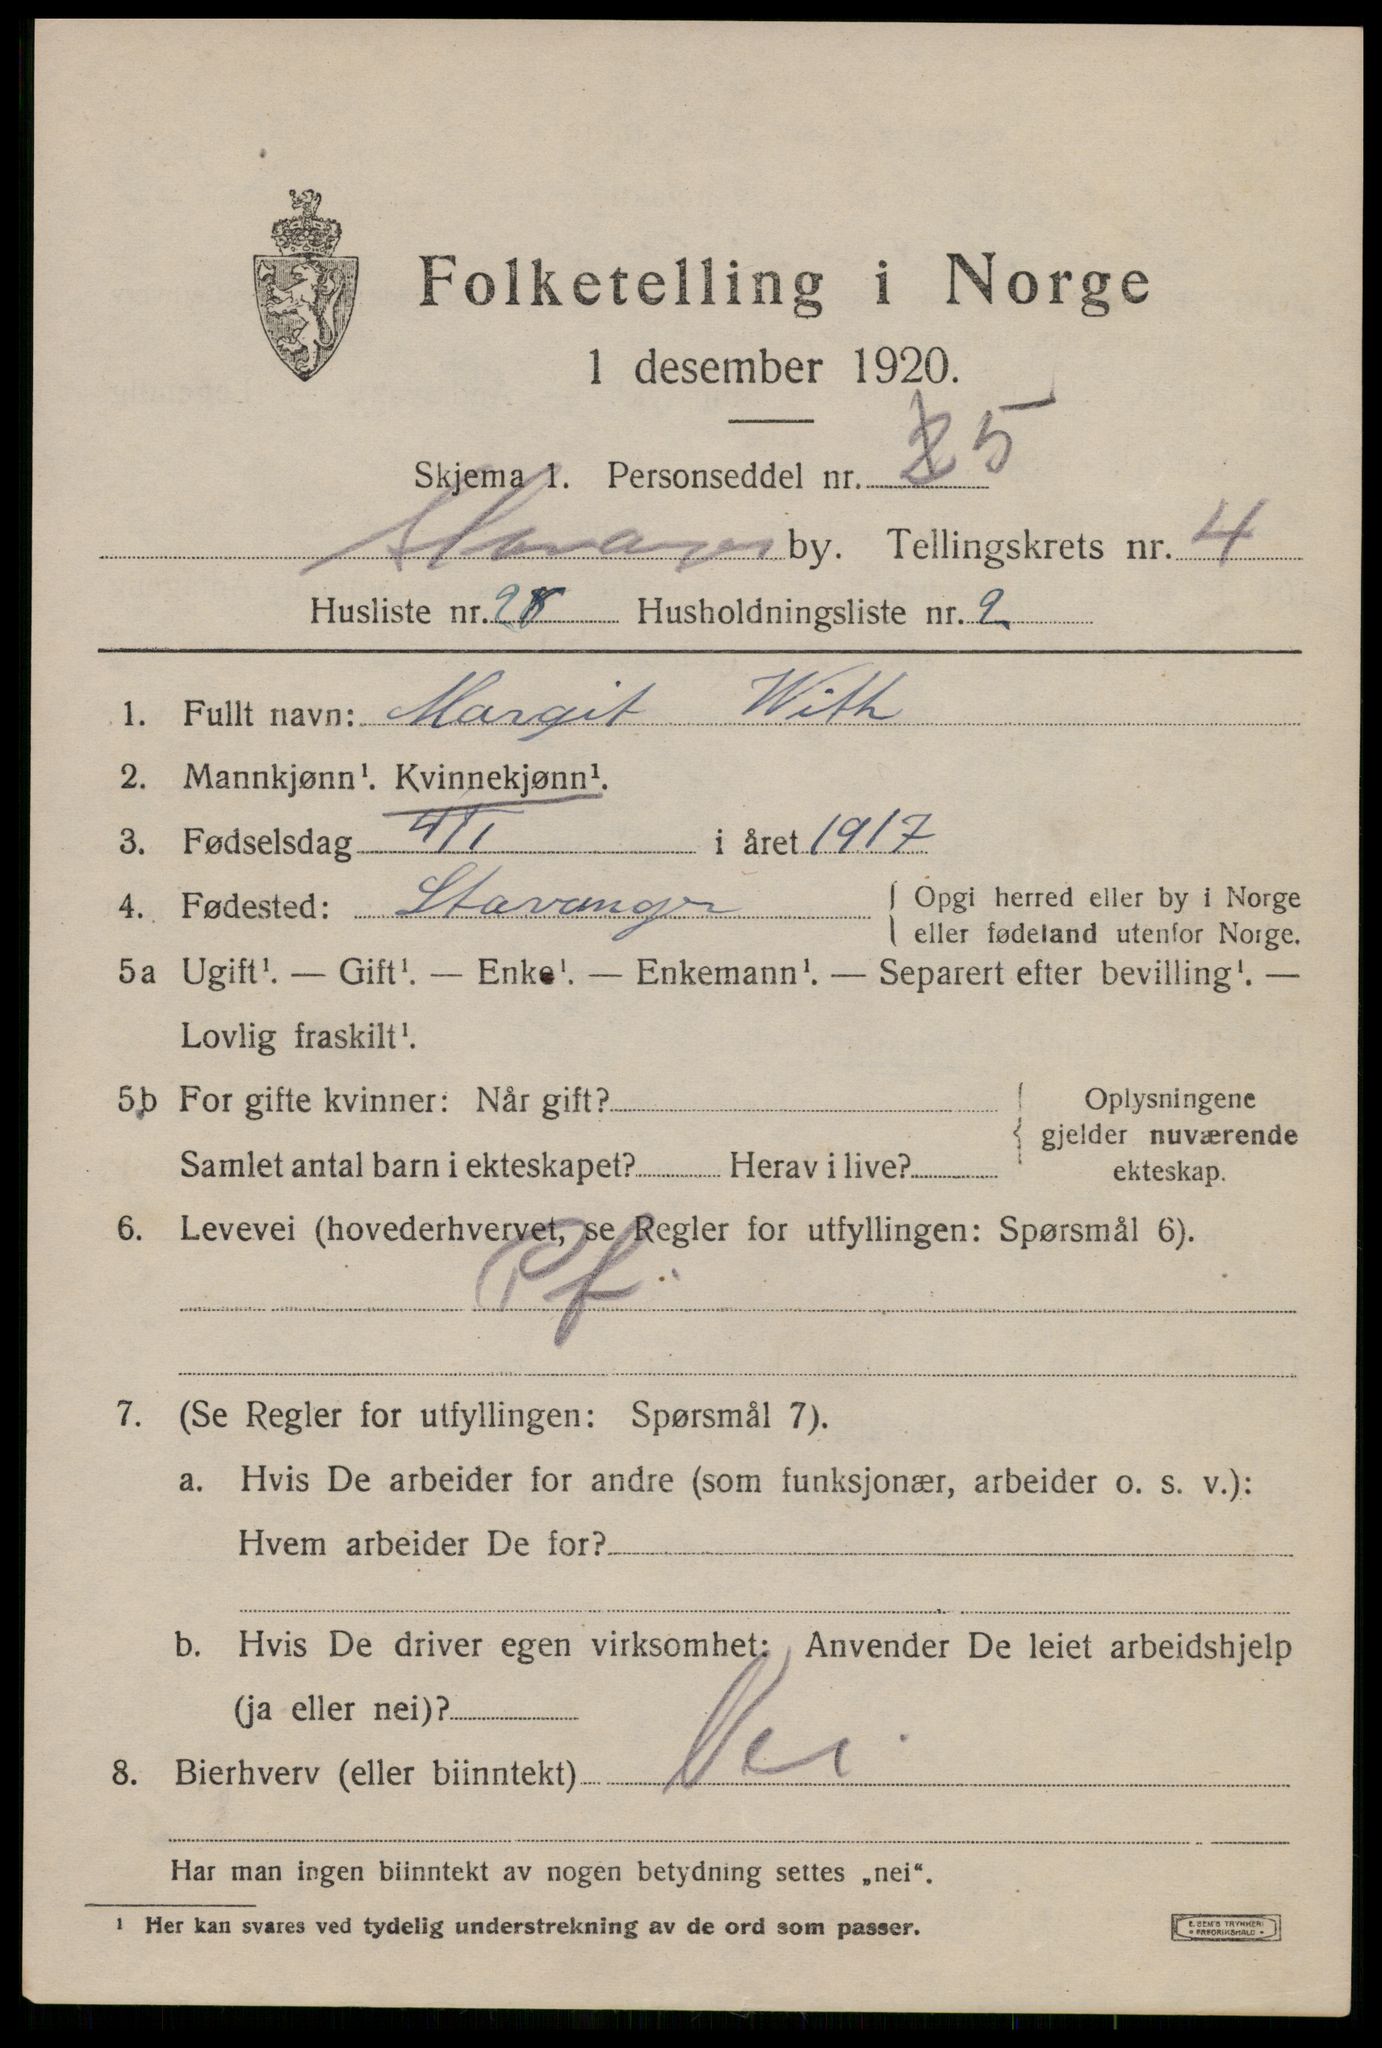 Folketelling i Norge
1 desember 1920.
Skjema 1. Personseddel nr. 5
Stavanger by. Tellingskrets nr. 4
Husliste nr. 28 Husholdningsliste nr. 2
1. Fullt navn: Margit With
2. Mannkjønn¹. Kvinnekjønn¹.
3. Fødselsdag 4/1 i året 1917
4. Fødested: Stavanger { Opgi herred eller by i Norge
eller fødeland utenfor Norge.
5a Ugift¹. — Gift¹. — Enke¹. — Enkemann¹. — Separert efter bevilling¹. —
Lovlig fraskilt¹.
5b For gifte kvinner: Når gift? Oplysningene
gjelder nuværende
Samlet antal barn i ekteskapet? Herav i live? ekteskap.
6. Levevei (hovederhvervet, se Regler for utfyllingen: Spørsmål 6).
Pf.
7. (Se Regler for utfyllingen: Spørsmål 7).
a. Hvis De arbeider for andre (som funksjonær, arbeider o. s. v.):
Hvem arbeider De for?
b. Hvis De driver egen virksomhet: Anvender De leiet arbeidshjelp
(ja eller nei)?
8. Bierhverv (eller biinntekt) Nei.
Har man ingen biinntekt av nogen betydning settes „nei“.
¹ Her kan svares ved tydelig understrekning av de ord som passer.
E. SEM'S TRYKKERI
• FREDRIKSHALD •